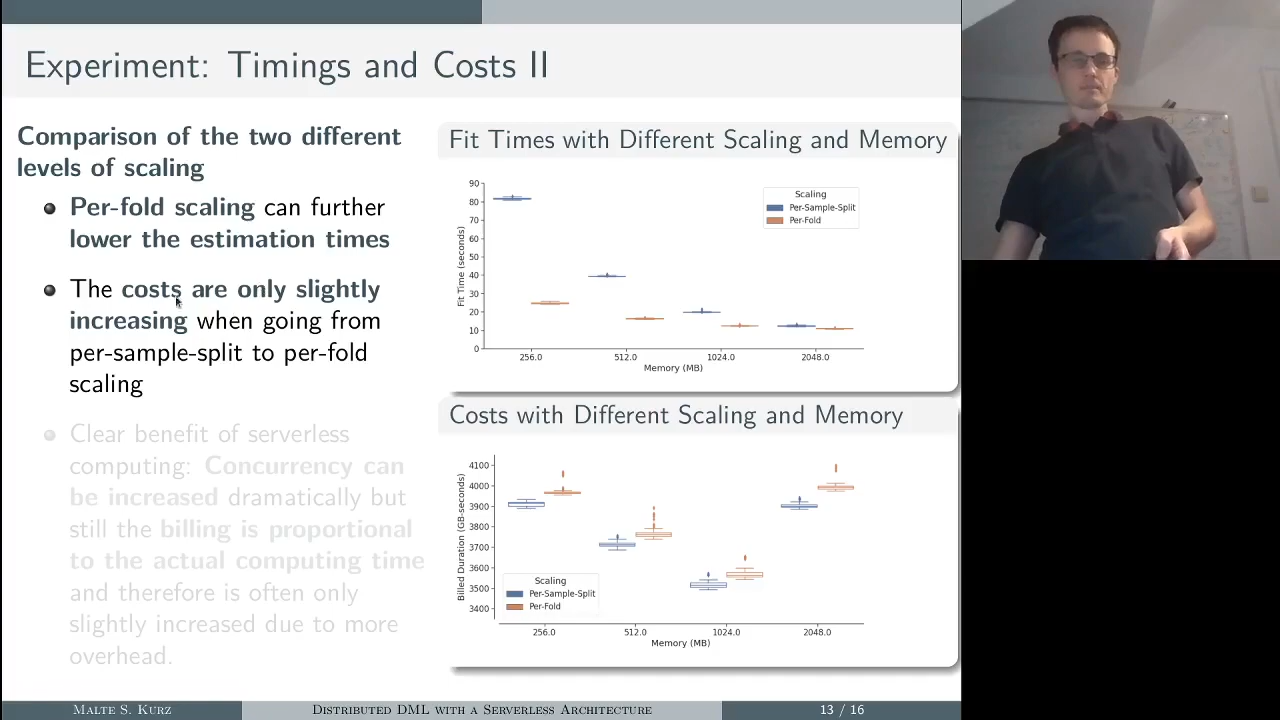 Experiment: Timings and Costs II
Comparison of the two different
levels of scaling
Per-fold scaling can further
lower the estimation times
The costs are only slightly
increasing when going from
per-sample-split to per-fold
scaling
Clear benefit of serverless
computing: Concurrency can
be increased dramatically but
still the billing is proportional
to the actual computing time
and therefore is often only
slightly increased due to more
overhead.
Fit Times with Different Scaling and Memory
90
80
70
60
50
40
30
20
10
0
Fit Time (seconds)
Scaling
Per-Sample-Split
Per-Fold
256.0 512.0 1024.0 2048.0
Memory (MB)
Costs with Different Scaling and Memory
4100
4000
3900
3800
3700
3600
3500
3400
Billed Duration (GB-seconds)
Scaling
Per-Sample-Split
Per-Fold
256.0 512.0 1024.0 2048.0
Memory (MB)
Malte S. Kurz Distributed DML with a Serverless Architecture 13 / 16